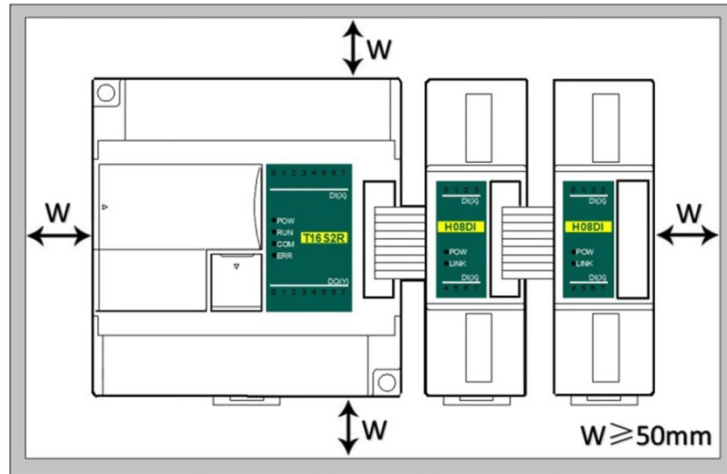 W
0 1 2 3 4 5 6 7
DI(X)
POW
RUN
COM
ERR
T16S2R
DO(Y)
0 1 2 3 4 5 6 7
0 1 2 3
DI(X)
H08DI
POW
LINK
DI(X)
4 5 6 7
0 1 2 3
DI(X)
H08DI
POW
LINK
DI(X)
4 5 6 7
W
W
W
W≥50mm